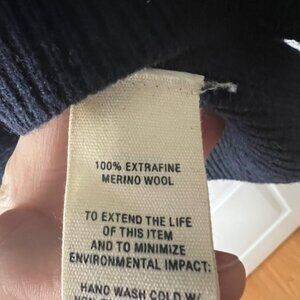 100% EXTRAFINE
MERINO WOOL
TO EXTEND THE LIFE
OF THIS ITEM
AND TO MINIMIZE
ENVIRONMENTAL IMPACT:
HAND WASH COLD W/